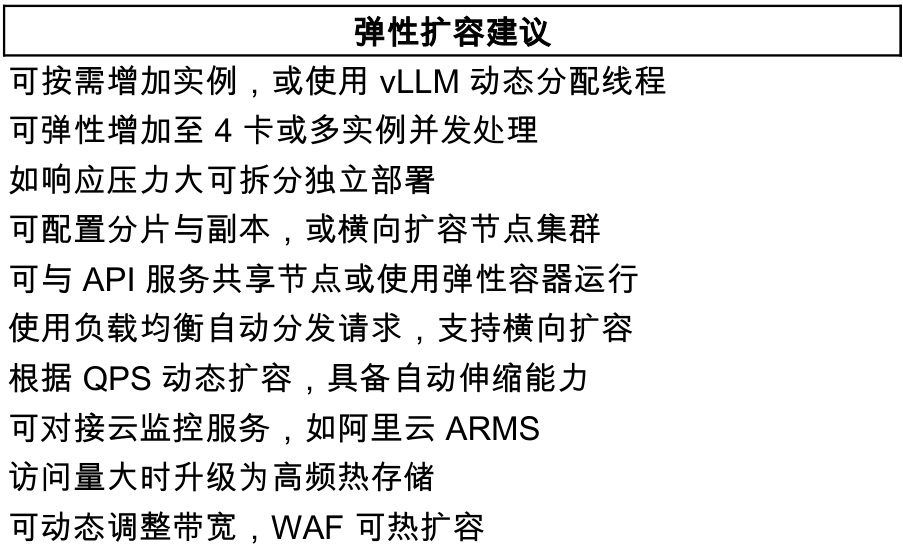 弹性扩容建议
可按需增加实例，或使用 vLLM 动态分配线程
可弹性增加至 4 卡或多实例并发处理
如响应压力大可拆分独立部署
可配置分片与副本，或横向扩容节点集群
可与 API 服务共享节点或使用弹性容器运行
使用负载均衡自动分发请求，支持横向扩容
根据 QPS 动态扩容，具备自动伸缩能力
可对接云监控服务，如阿里云 ARMS
访问量大时升级为高频热存储
可动态调整带宽，WAF 可热扩容